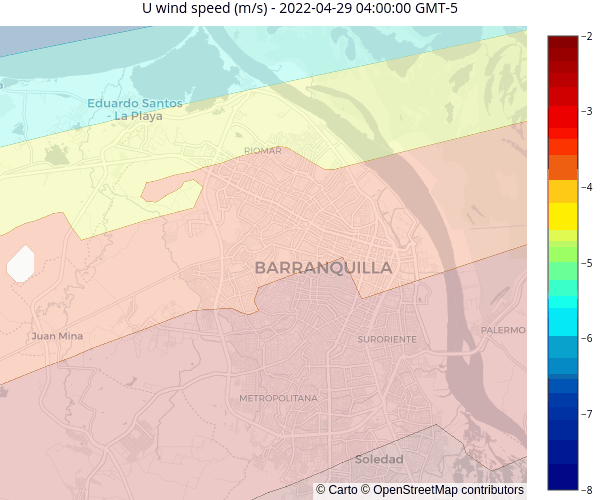 U wind speed (m/s) - 2022-04-29 04:00:00 GMT-5
−2
Eduardo Santos
- La Playa
−3
RIOMAR
−4
−5
BARRANQUILLA
Juan Mina
SURORIENTE
PALERMO
−6
METROPOLITANA
−7
Soledad
−8
© Carto © OpenStreetMap contributors